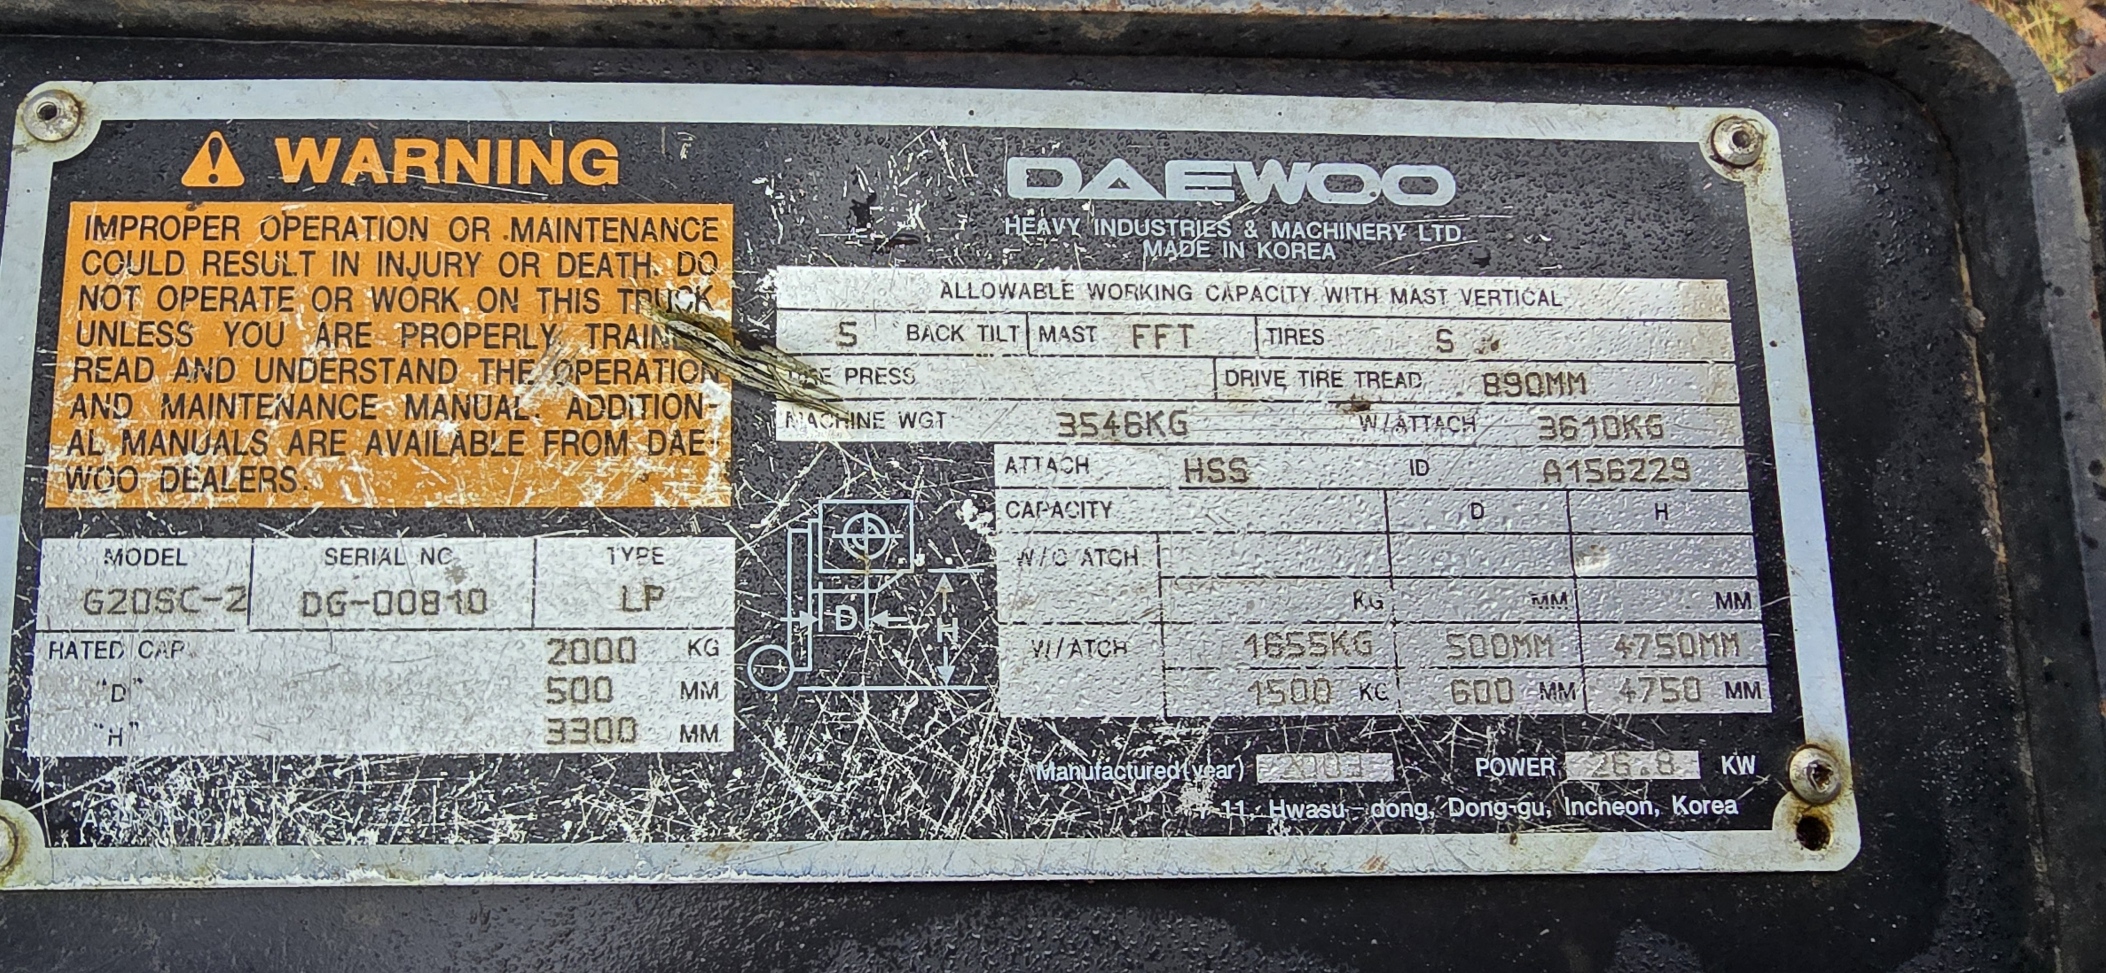 WARNING
IMPROPER OPERATION OR MAINTENANCE
COULD RESULT IN INJURY OR DEATH. DO
NOT OPERATE OR WORK ON THIS TRUCK
UNLESS YOU ARE PROPERLY
READ AND UNDERSTAND THE OPERATION
AND MAINTENANCE MANUAL. ADDITION-
AL MANUALS ARE AVAILABLE FROM DAE-
WOO DEALERS.
MODEL SERIAL NO. TYPE
G20SC-2 DG-00810 LP
RATED CAP. 2000 KG
"D" 500 MM
"H" 3300 MM
DAEWOO
HEAVY INDUSTRIES & MACHINERY LTD.
MADE IN KOREA
ALLOWABLE WORKING CAPACITY WITH MAST VERTICAL
5 BACK TILT MAST FFT TIRES S
PRESS DRIVE TIRE TREAD 890MM
MACHINE WGT 3546KG W/ATTACH 3610KG
ATTACH HSS ID A156229
CAPACITY D H
ATCH
KG MM MM
W/ATCH 1655KG 500MM 4750MM
1500 KG 600 MM 4750 MM
D
H
Manufactured(year) 2003 POWER 26.8 KW
Hwasu-dong, Dong-gu, Incheon, Korea